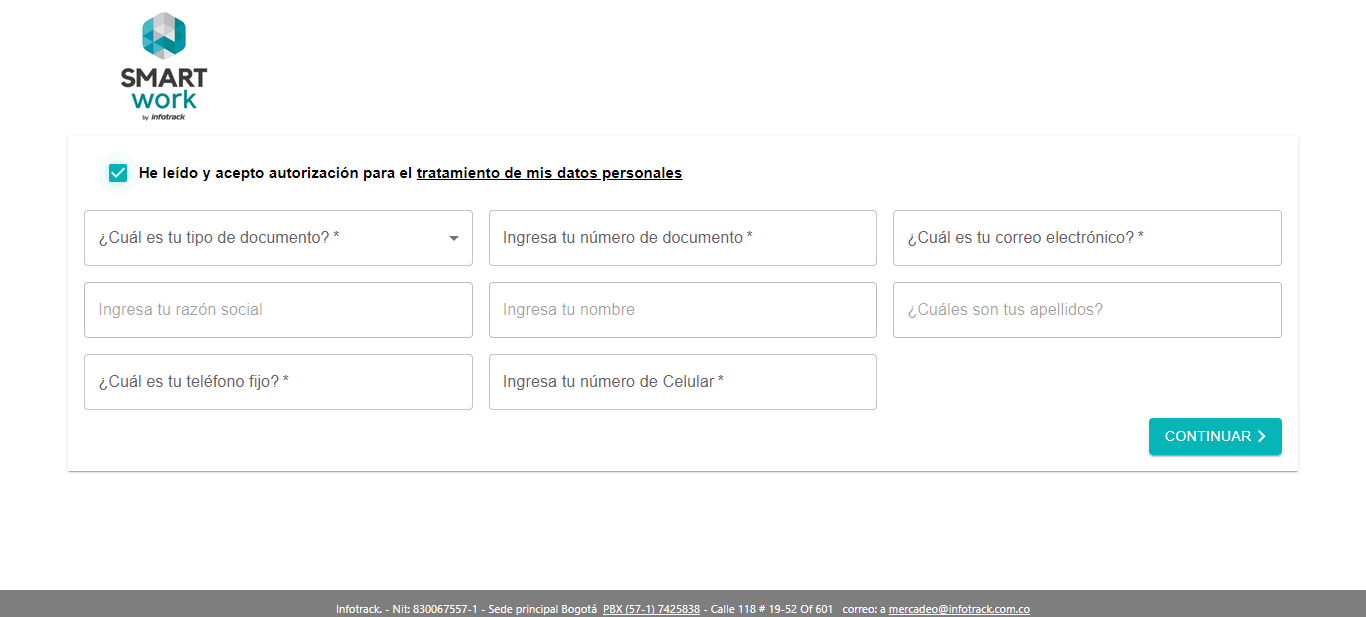 SMART
work
by infotrack
He leído y acepto autorización para el tratamiento de mis datos personales
¿Cuál es tu tipo de documento? * Ingresa tu número de documento * ¿Cuál es tu correo electrónico? *
Ingresa tu razón social Ingresa tu nombre ¿Cuáles son tus apellidos?
¿Cuál es tu teléfono fijo? * Ingresa tu número de Celular *
CONTINUAR
Infotrack. - Nit: 830067557-1 - Sede principal Bogotá PBX (57-1) 7425838 - Calle 118 # 19-52 Of 601 correo: a mercadeo@infotrack.com.co